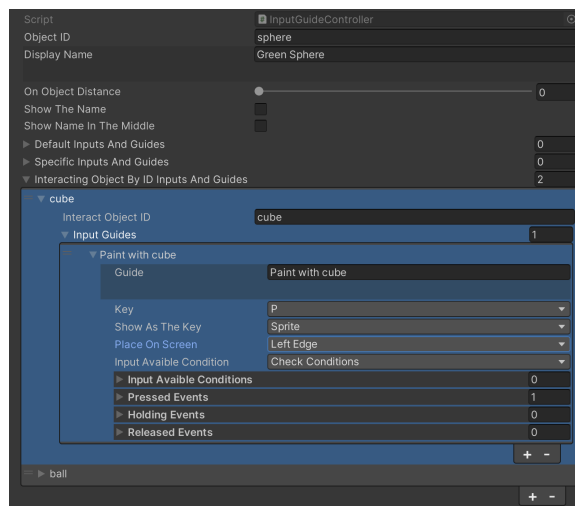 Script InputGuideController
Object ID sphere
Display Name Green Sphere
On Object Distance 0
Show The Name
Show Name In The Middle
Default Inputs And Guides 0
Specific Inputs And Guides 0
Interacting Object By ID Inputs And Guides 2
cube
Interact Object ID cube
Input Guides 1
Paint with cube
Guide Paint with cube
Key P
Show As The Key Sprite
Place On Screen Left Edge
Input Avaible Condition Check Conditions
Input Avaible Conditions 0
Pressed Events 1
Holding Events 0
Released Events 0
+ -
ball
+ -